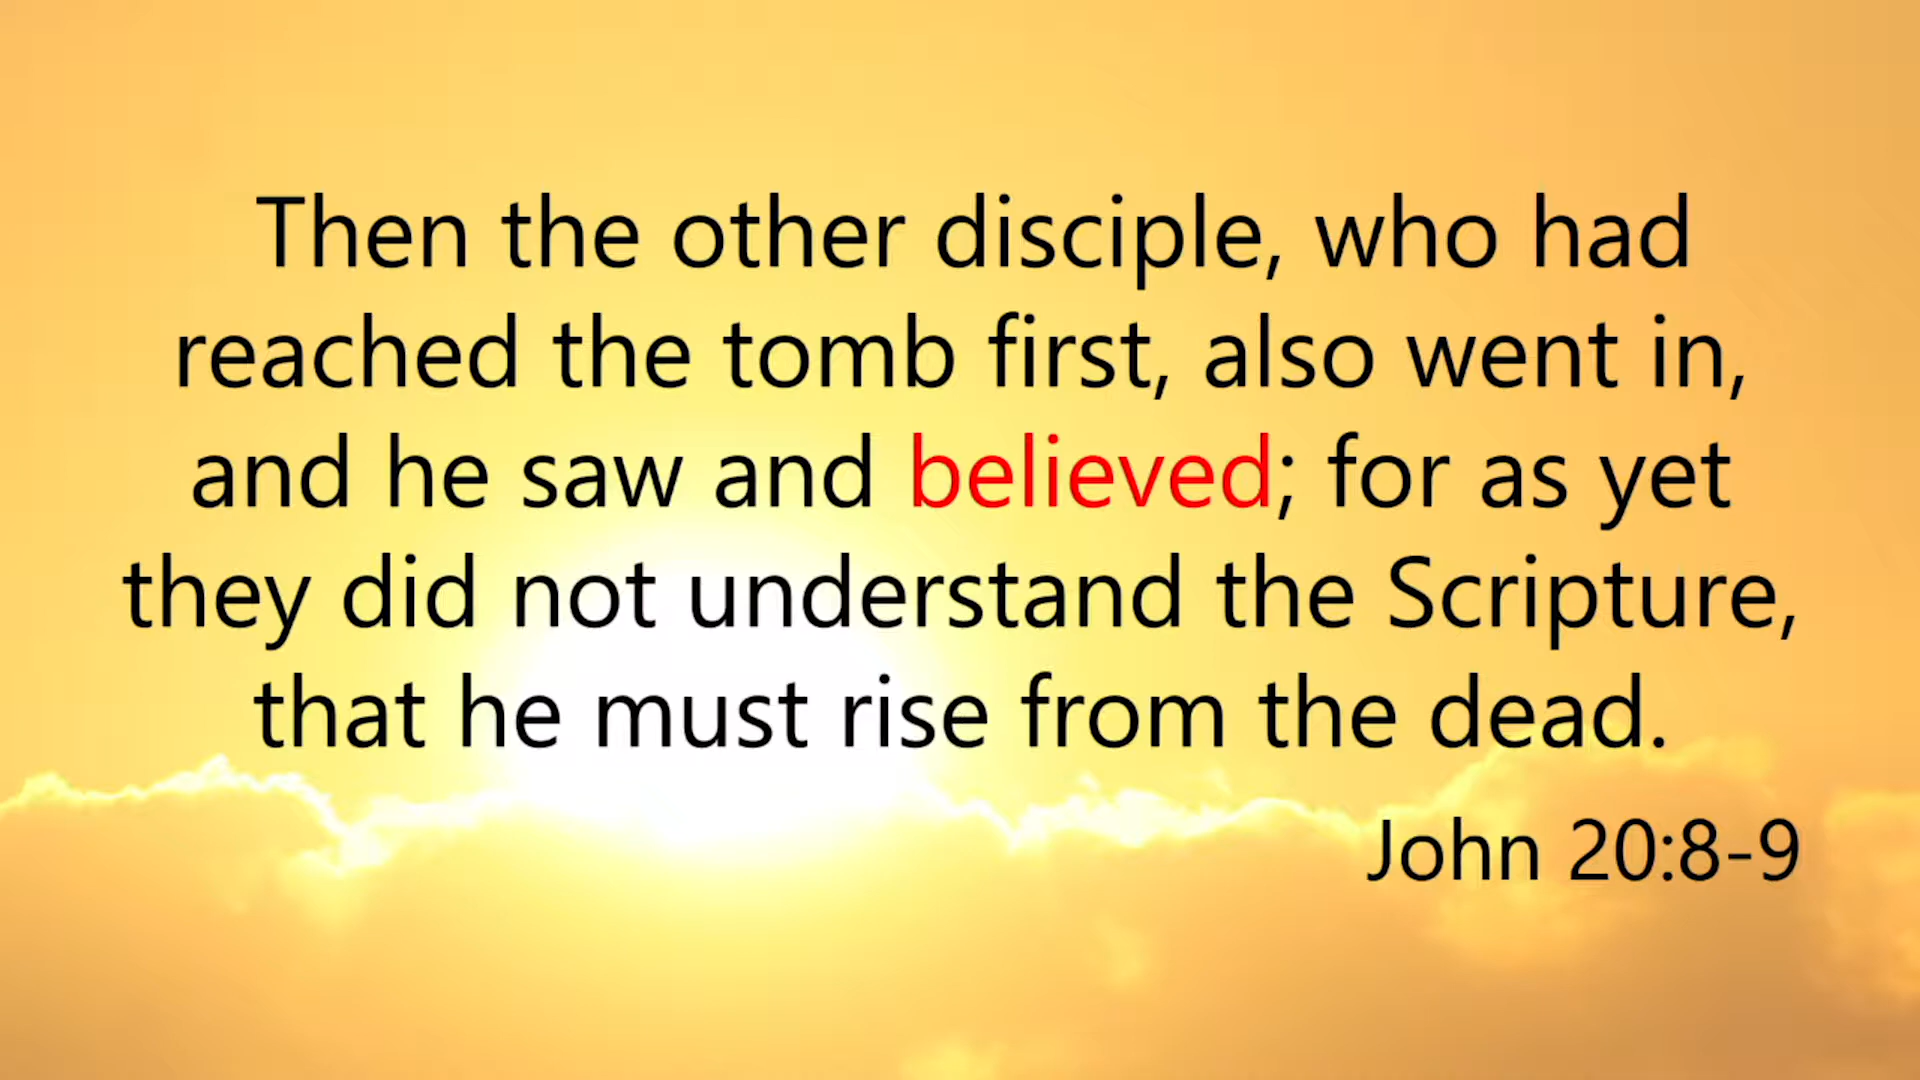 Then the other disciple, who had
reached the tomb first, also went in,
and he saw and believed; for as yet
they did not understand the Scripture,
that he must rise from the dead.
John 20:8-9